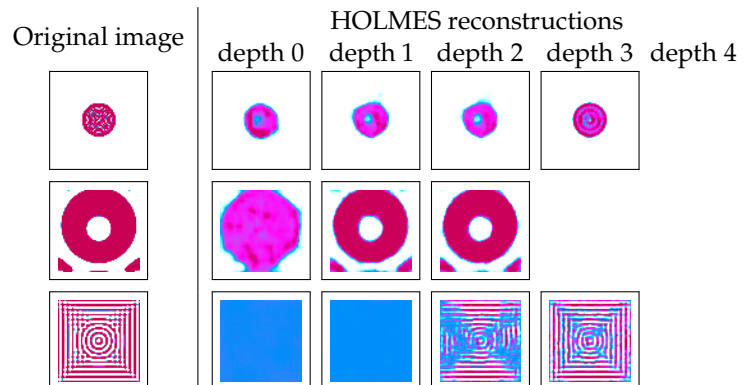 HOLMES reconstructions
Original image
depth 0 depth 1 depth 2 depth 3 depth 4